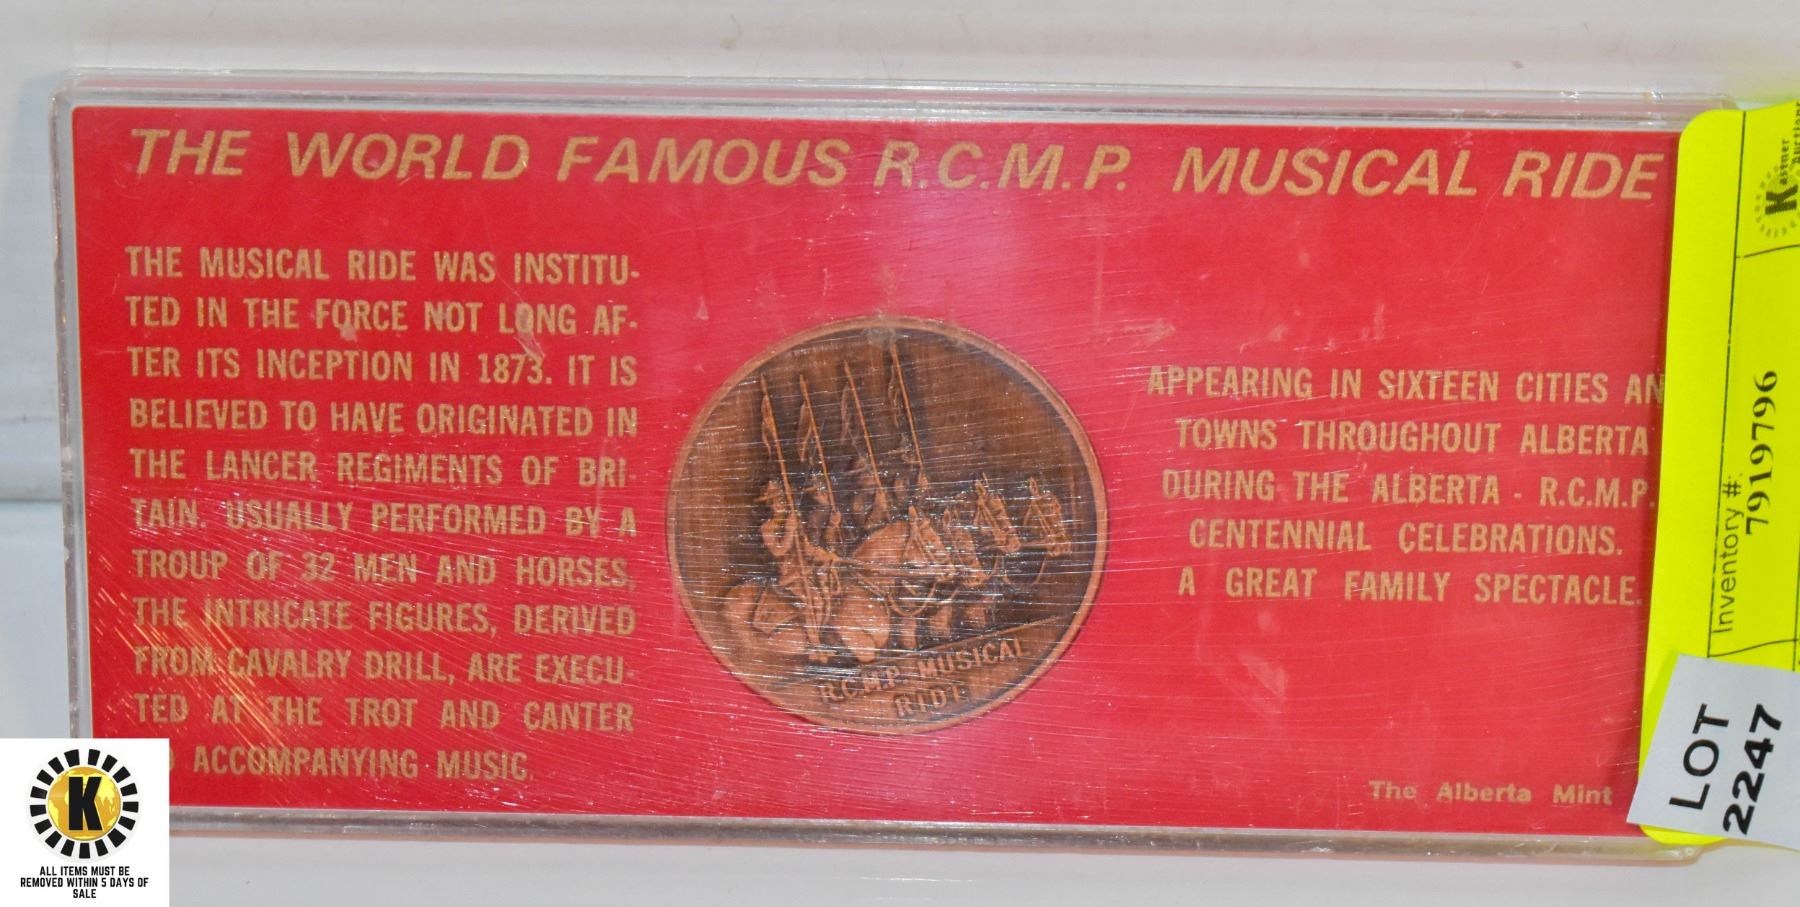 THE WORLD FAMOUS R.C.M.P. MUSICAL RIDE
THE MUSICAL RIDE WAS INSTITU-
TED IN THE FORCE NOT LONG AF-
TER ITS INCEPTION IN 1873. IT IS
BELIEVED TO HAVE ORIGINATED IN
THE LANCER REGIMENTS OF BRI-
TAIN. USUALLY PERFORMED BY A
TROUP OF 32 MEN AND HORSES,
THE INTRICATE FIGURES, DERIVED
FROM CAVALRY DRILL, ARE EXECU-
TED AT THE TROT AND CANTER
ACCOMPANYING MUSIC.
R.C.M.P. MUSICAL
RIDE
APPEARING IN SIXTEEN CITIES AN
TOWNS THROUGHOUT ALBERTA
DURING THE ALBERTA - R.C.M.P.
CENTENNIAL CELEBRATIONS.
A GREAT FAMILY SPECTACLE.
The Alberta Mint
Kastner
Auctions
Inventory #:
7919796
LOT
2247
K
ALL ITEMS MUST BE
REMOVED WITHIN 5 DAYS OF
SALE